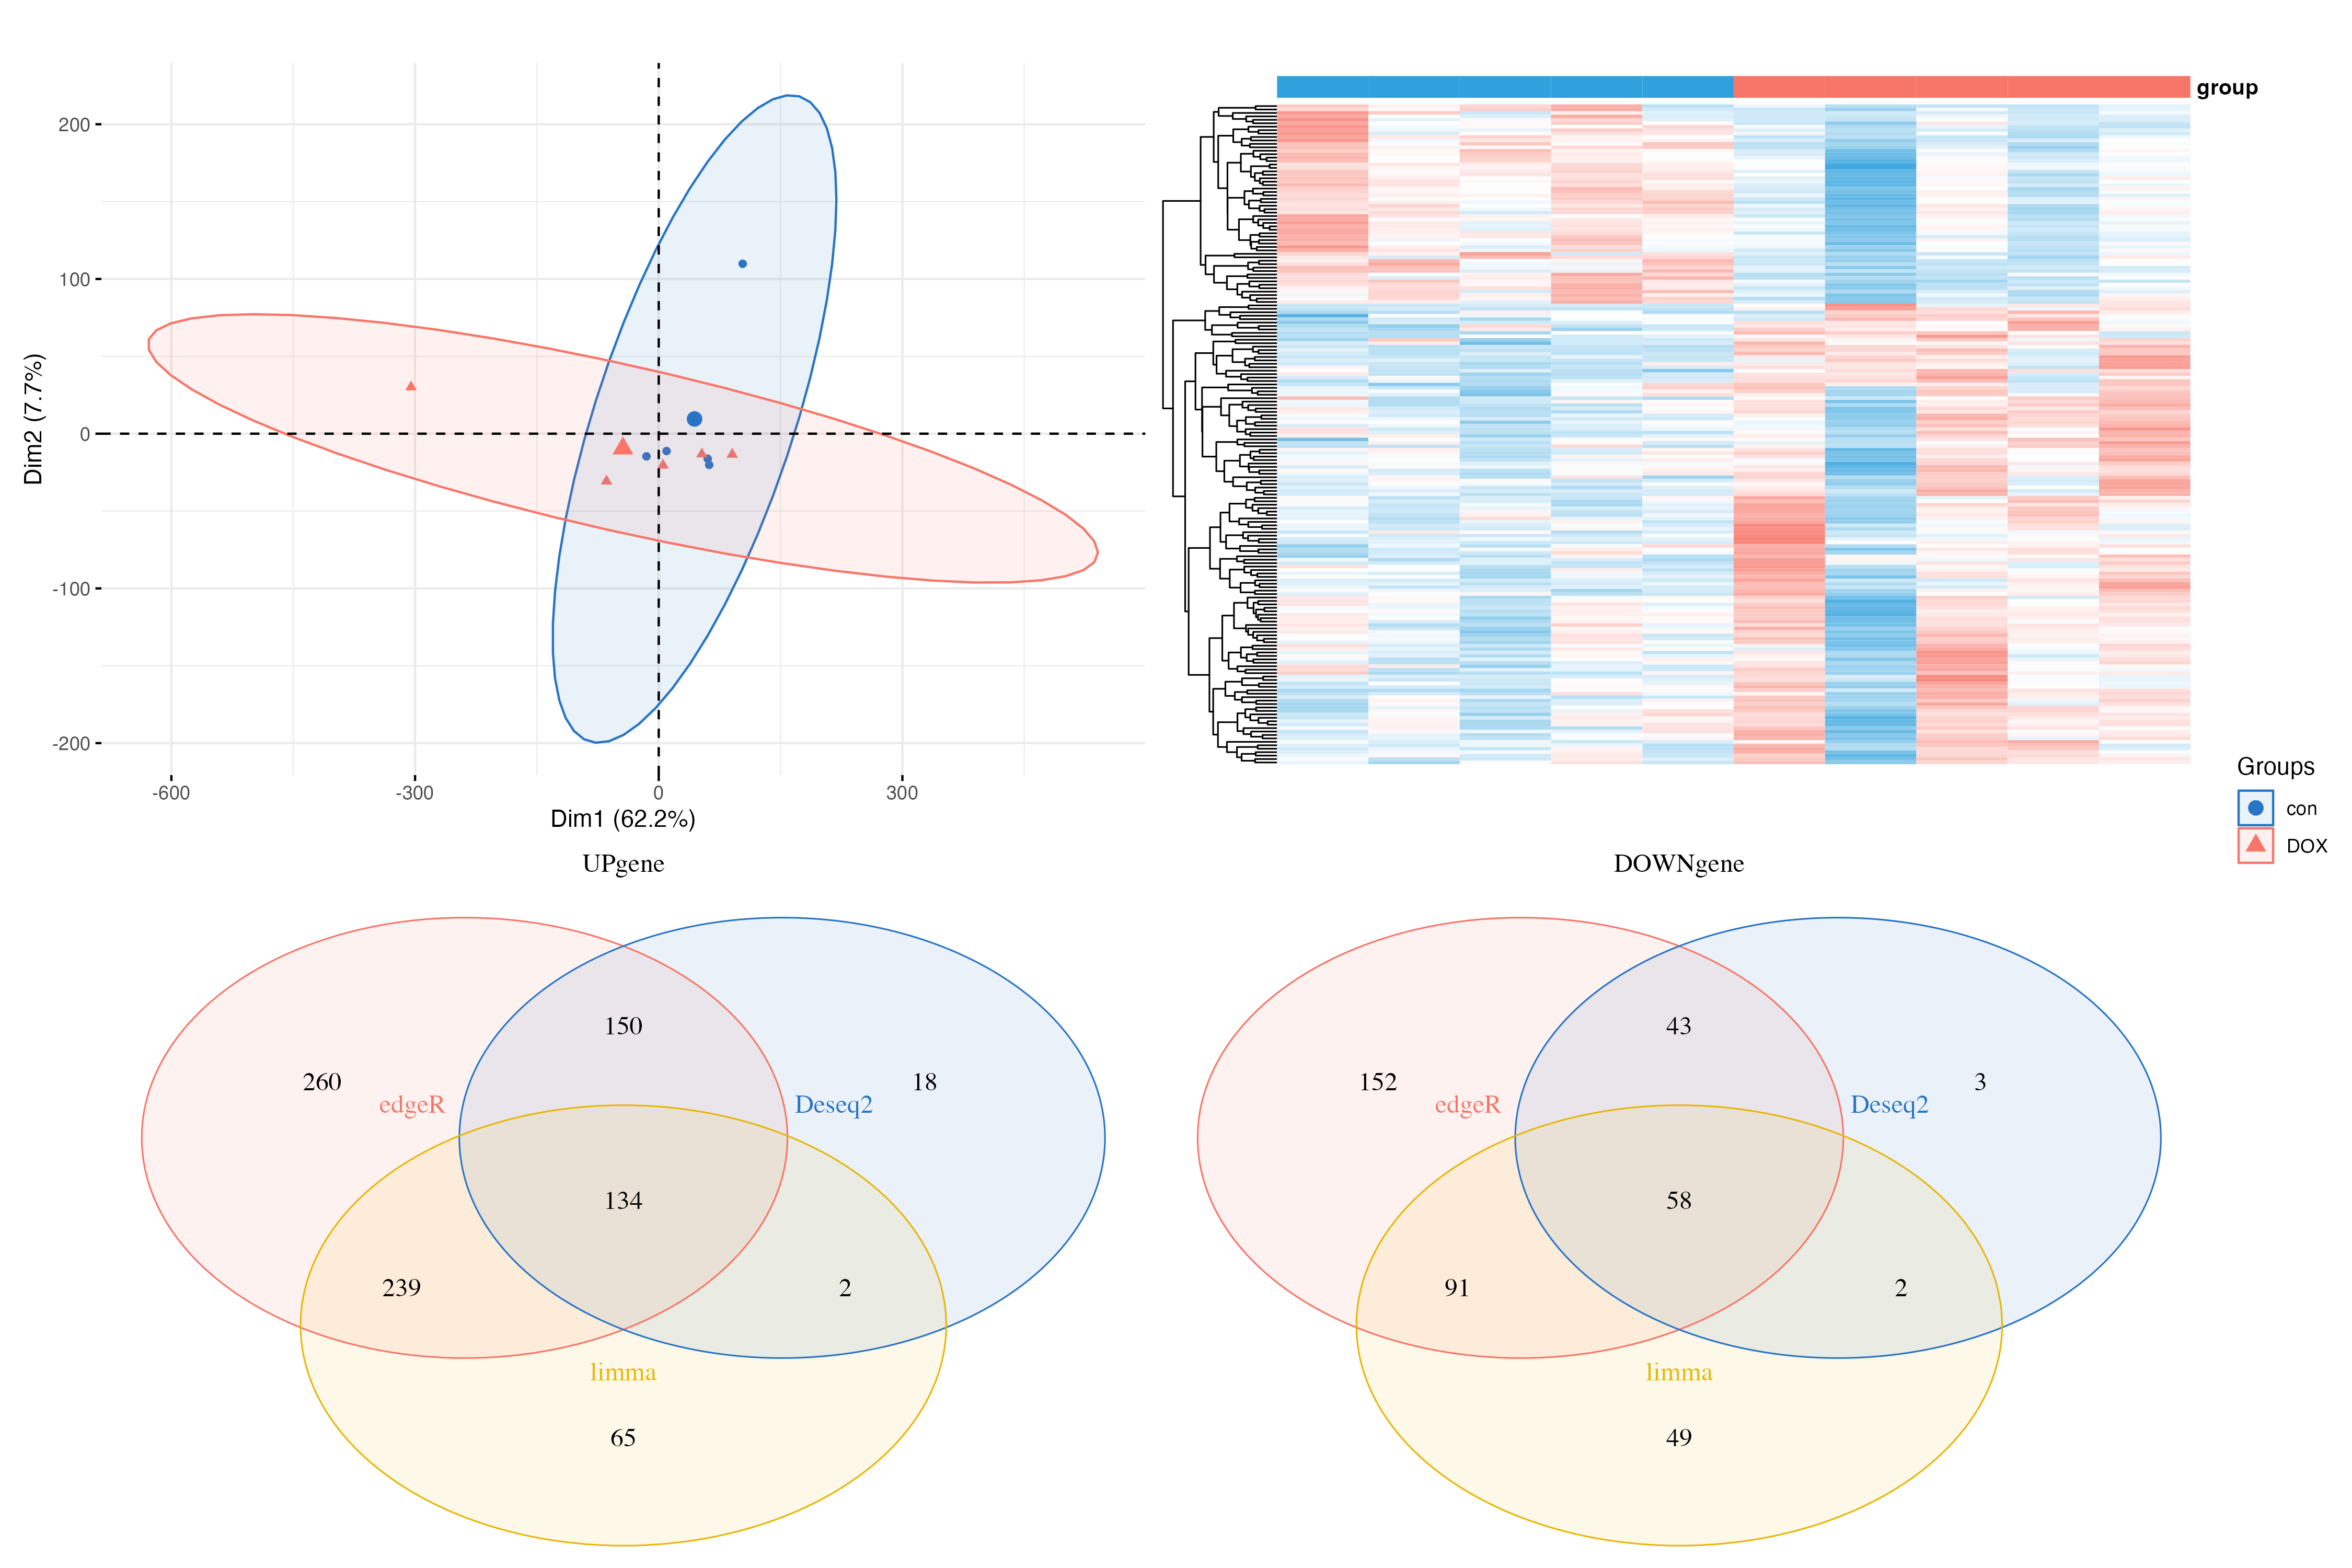 group
200
100
0
-100
-200
Dim2 (7.7%)
-600
-300
0
300
Dim1 (62.2%)
Groups
con
DOX
UPgene
150
260
18
edgeR
Deseq2
134
239
2
limma
65
DOWNgene
43
152
3
edgeR
Deseq2
58
91
2
limma
49